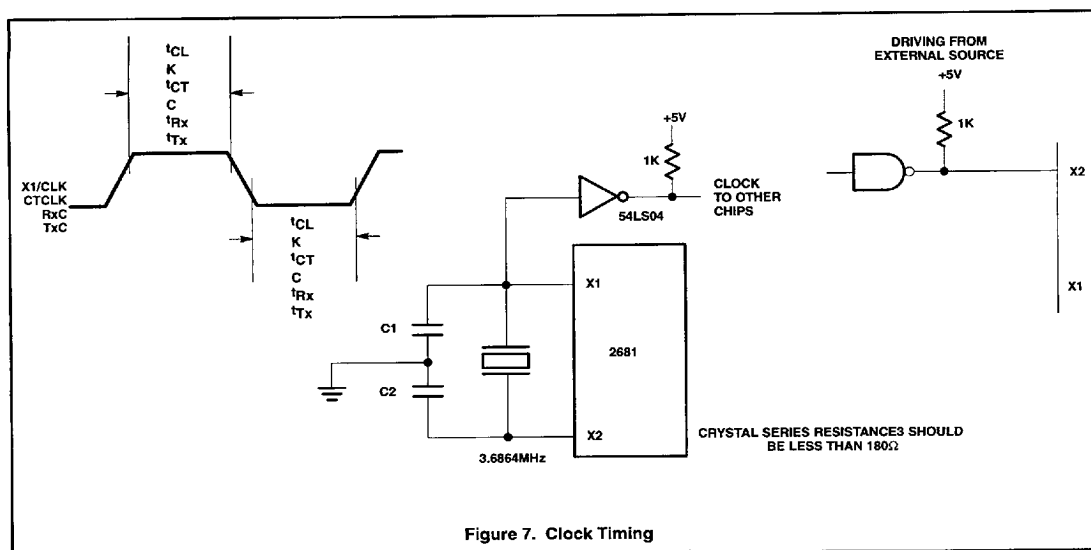 tCL
K
tCT
C
tRx
tTx
X1/CLK
CTCLK
RxC
TxC
tCL
K
tCT
C
tRx
tTx
+5V
1K
54LS04
CLOCK
TO OTHER
CHIPS
DRIVING FROM
EXTERNAL SOURCE
+5V
1K
X2
X1
C1
C2
X1
2681
X2
3.6864MHz
CRYSTAL SERIES RESISTANCE3 SHOULD
BE LESS THAN 180Ω
Figure 7. Clock Timing